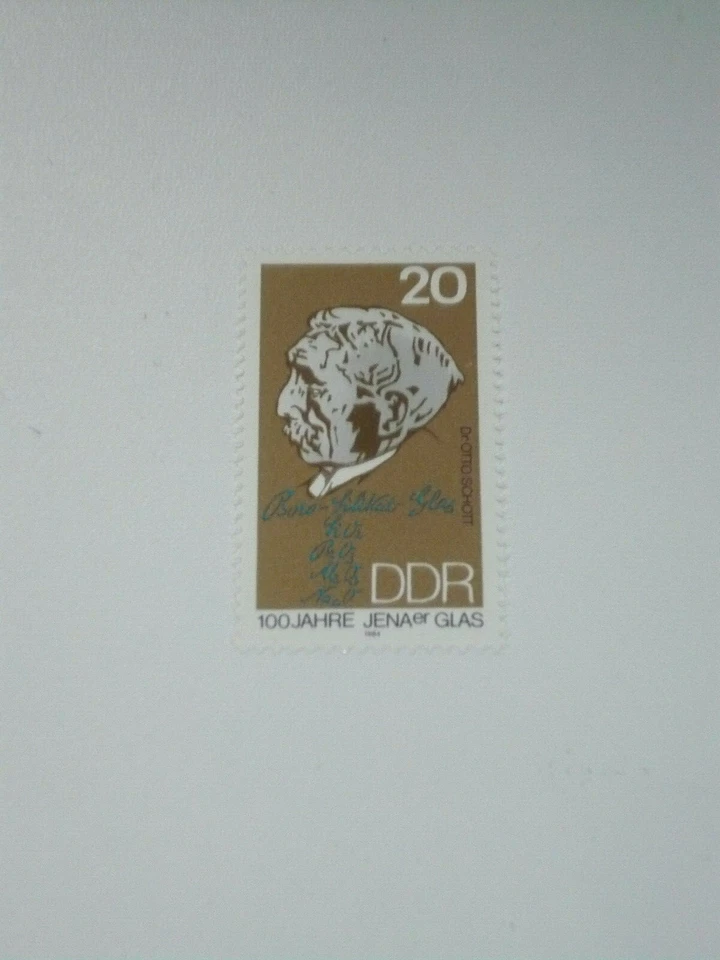 20
Dr. OTTO SCHOTT
Boro-Silikat Glas
DDR
100 JAHRE JENAer GLAS
1984